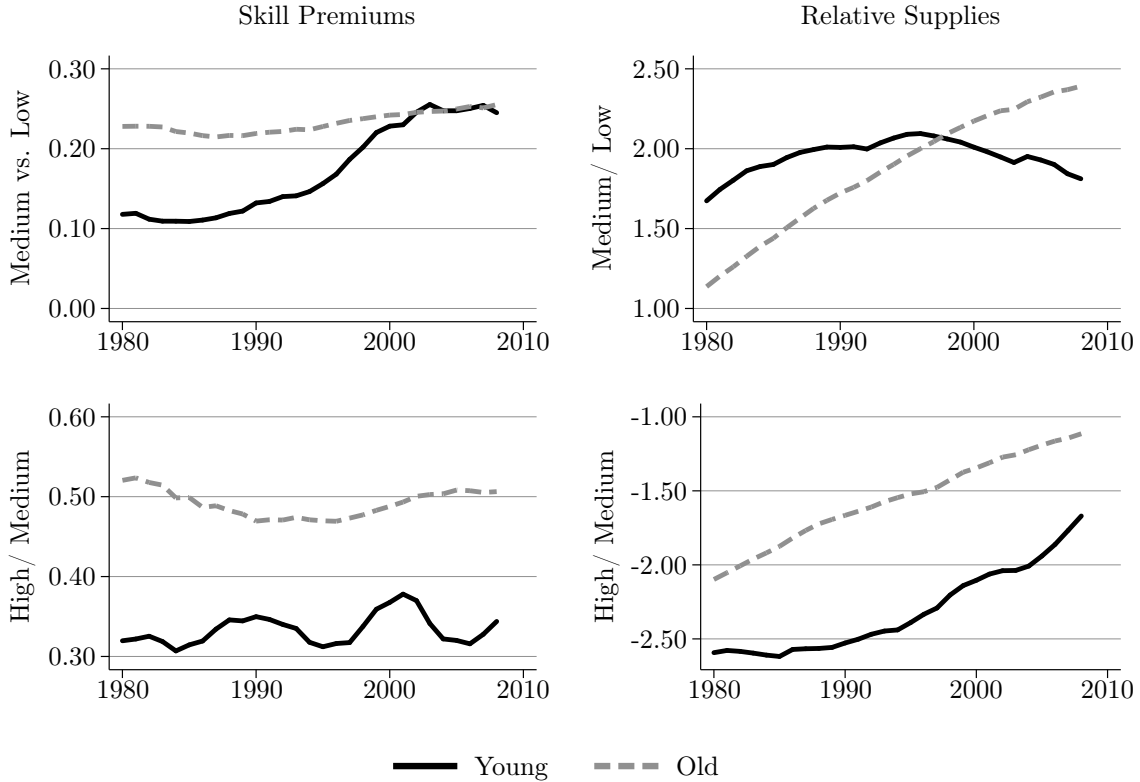 Skill Premiums
Relative Supplies
Medium vs. Low
0.30
0.20
0.10
0.00
1980 1990 2000 2010
Medium/ Low
2.50
2.00
1.50
1.00
1980 1990 2000 2010
High/ Medium
0.60
0.50
0.40
0.30
1980 1990 2000 2010
High/ Medium
-1.00
-1.50
-2.00
-2.50
1980 1990 2000 2010
Young Old